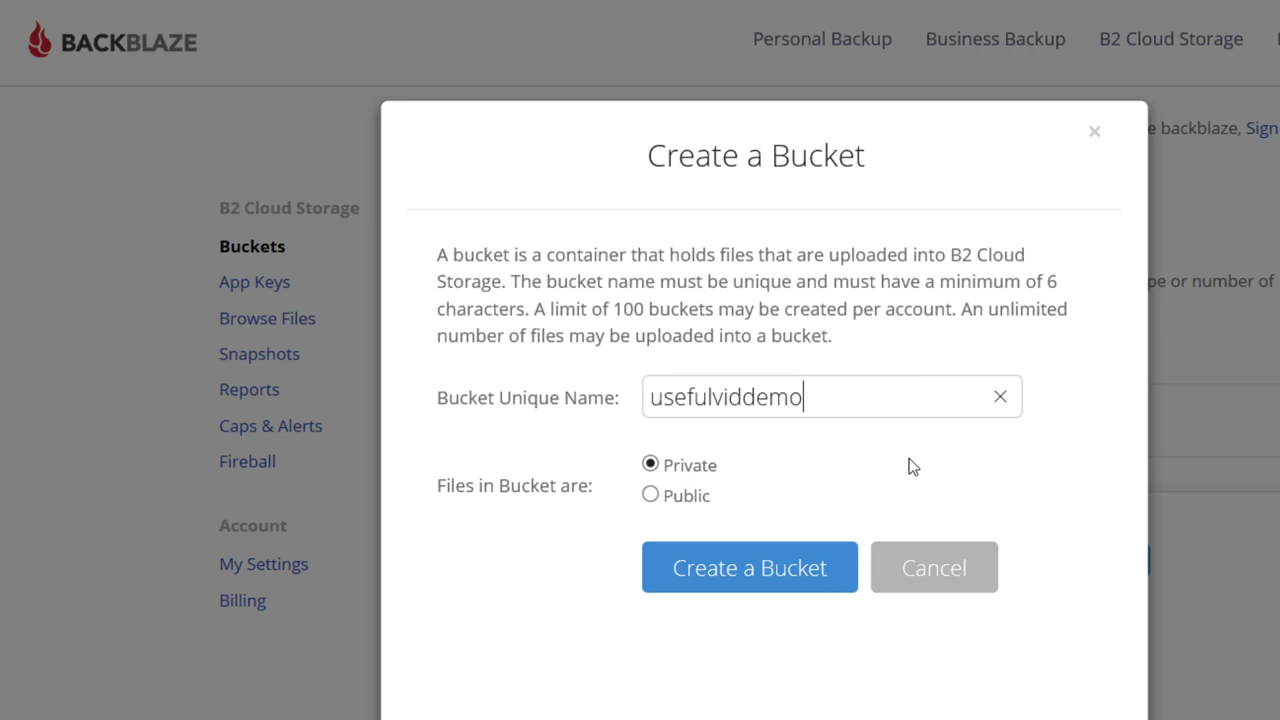 BACKBLAZE
Personal Backup
Business Backup
B2 Cloud Storage
e backblaze, Sign
B2 Cloud Storage
Buckets
App Keys
Browse Files
Snapshots
Reports
Caps & Alerts
Fireball
Account
My Settings
Billing
×
Create a Bucket
A bucket is a container that holds files that are uploaded into B2 Cloud
Storage. The bucket name must be unique and must have a minimum of 6
characters. A limit of 100 buckets may be created per account. An unlimited
number of files may be uploaded into a bucket.
Bucket Unique Name:
usefulviddemo
Files in Bucket are:
Private
Public
Create a Bucket
Cancel
pe or number of